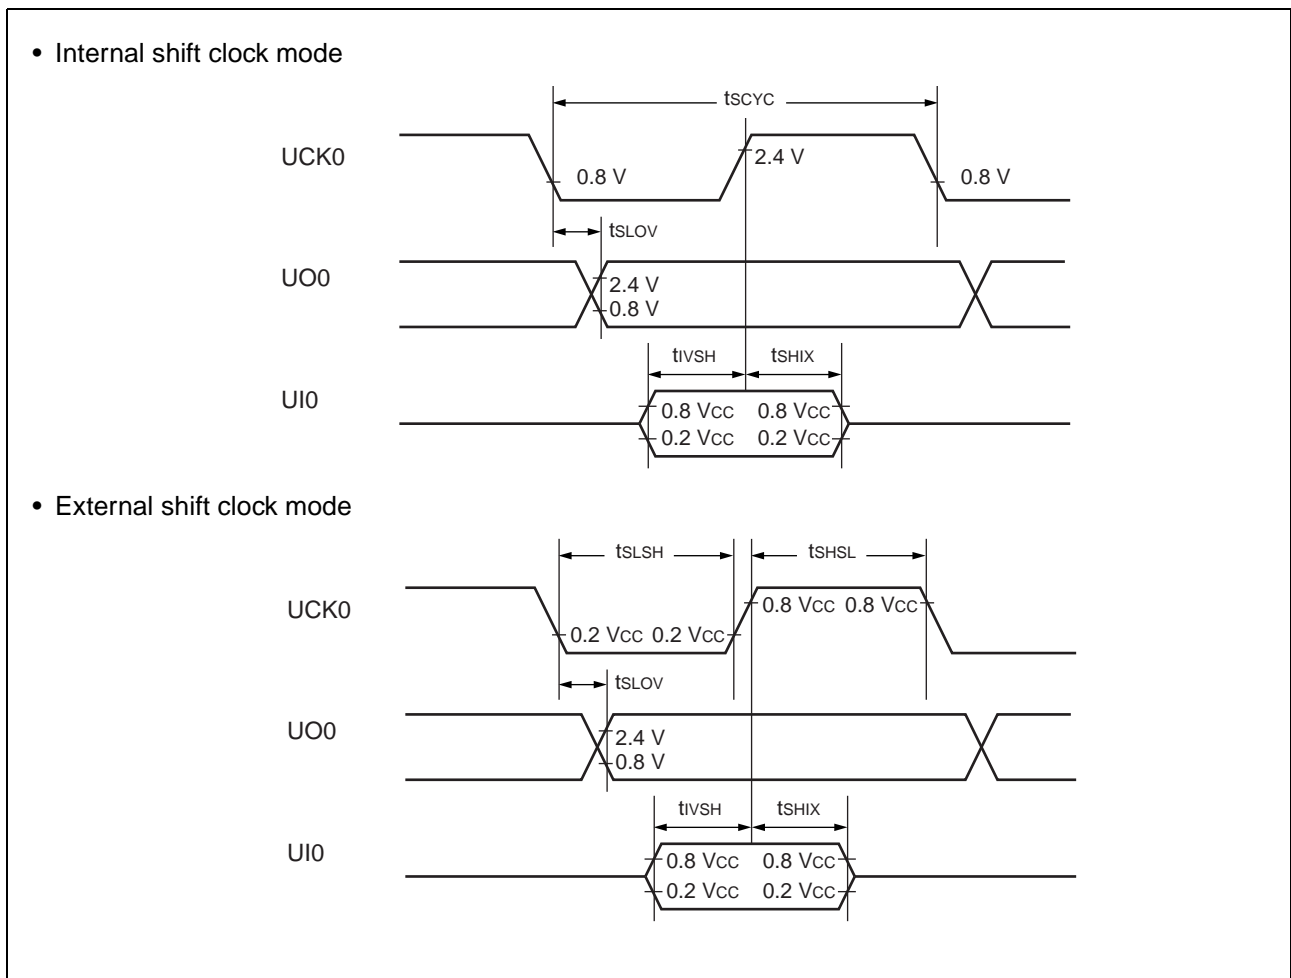 • Internal shift clock mode
tSCYC
UCK0
2.4 V
0.8 V
0.8 V
tSLOV
UO0
2.4 V
0.8 V
tIVSH tSHIX
UI0
0.8 VCC 0.8 VCC
0.2 VCC 0.2 VCC
• External shift clock mode
tSLSH tSHSL
UCK0
0.8 VCC 0.8 VCC
0.2 VCC 0.2 VCC
tSLOV
UO0
2.4 V
0.8 V
tIVSH tSHIX
UI0
0.8 VCC 0.8 VCC
0.2 VCC 0.2 VCC